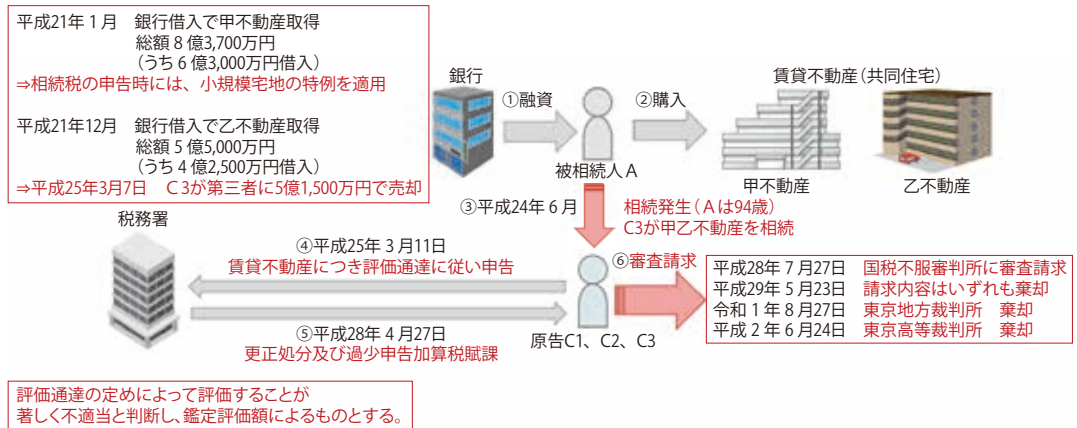 平成21年1月　銀行借入で甲不動産取得
総額8億3,700万円
(うち6億3,000万円借入)
⇒相続税の申告時には、小規模宅地の特例を適用
平成21年12月　銀行借入で乙不動産取得
総額5億5,000万円
(うち4億2,500万円借入)
⇒平成25年3月7日　C3が第三者に5億1,500万円で売却
銀行
①融資
②購入
賃貸不動産(共同住宅)
被相続人A
甲不動産
乙不動産
③平成24年6月
相続発生(Aは94歳)
C3が甲乙不動産を相続
税務署
④平成25年3月11日
賃貸不動産につき評価通達に従い申告
⑤平成28年4月27日
更正処分及び過少申告加算税賦課
⑥審査請求
原告C1、C2、C3
平成28年7月27日　国税不服審判所に審査請求
平成29年5月23日　請求内容はいずれも棄却
令和1年8月27日　東京地方裁判所　棄却
平成2年6月24日　東京高等裁判所　棄却
評価通達の定めによって評価することが
著しく不適当と判断し、鑑定評価額によるものとする。